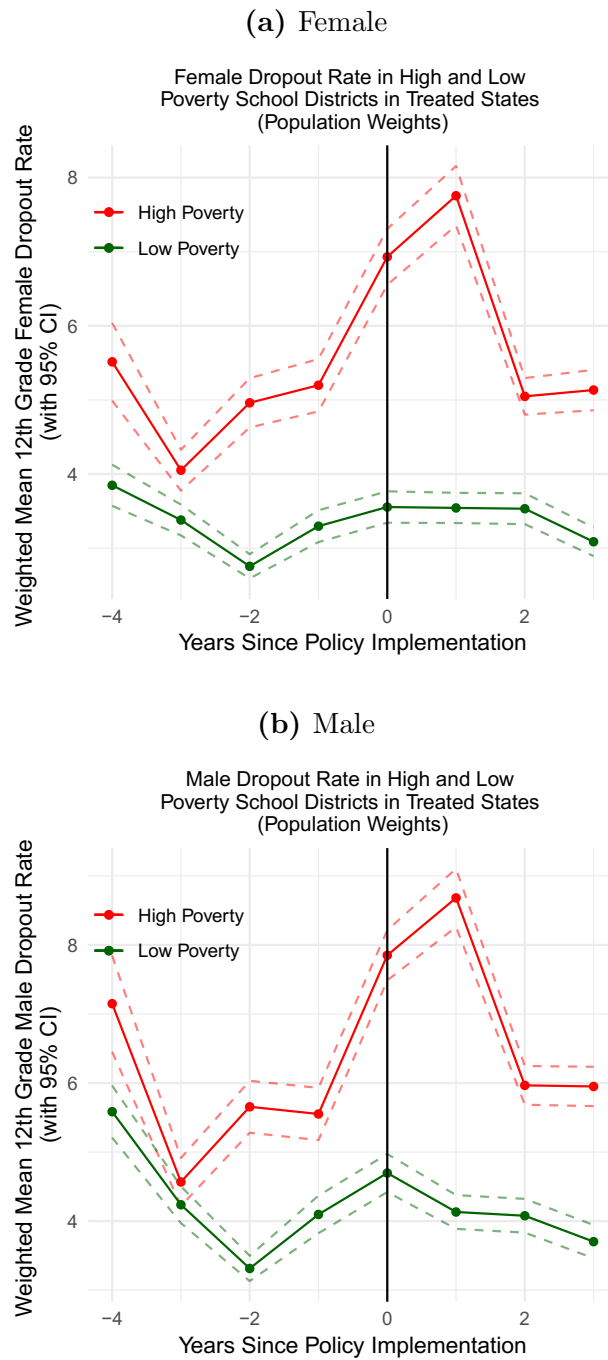 (a) Female
Female Dropout Rate in High and Low
Poverty School Districts in Treated States
(Population Weights)
Weighted Mean 12th Grade Female Dropout Rate
(with 95% CI)
8
6
4
High Poverty
Low Poverty
−4
−2
0
2
Years Since Policy Implementation
(b) Male
Male Dropout Rate in High and Low
Poverty School Districts in Treated States
(Population Weights)
Weighted Mean 12th Grade Male Dropout Rate
(with 95% CI)
8
6
4
High Poverty
Low Poverty
−4
−2
0
2
Years Since Policy Implementation